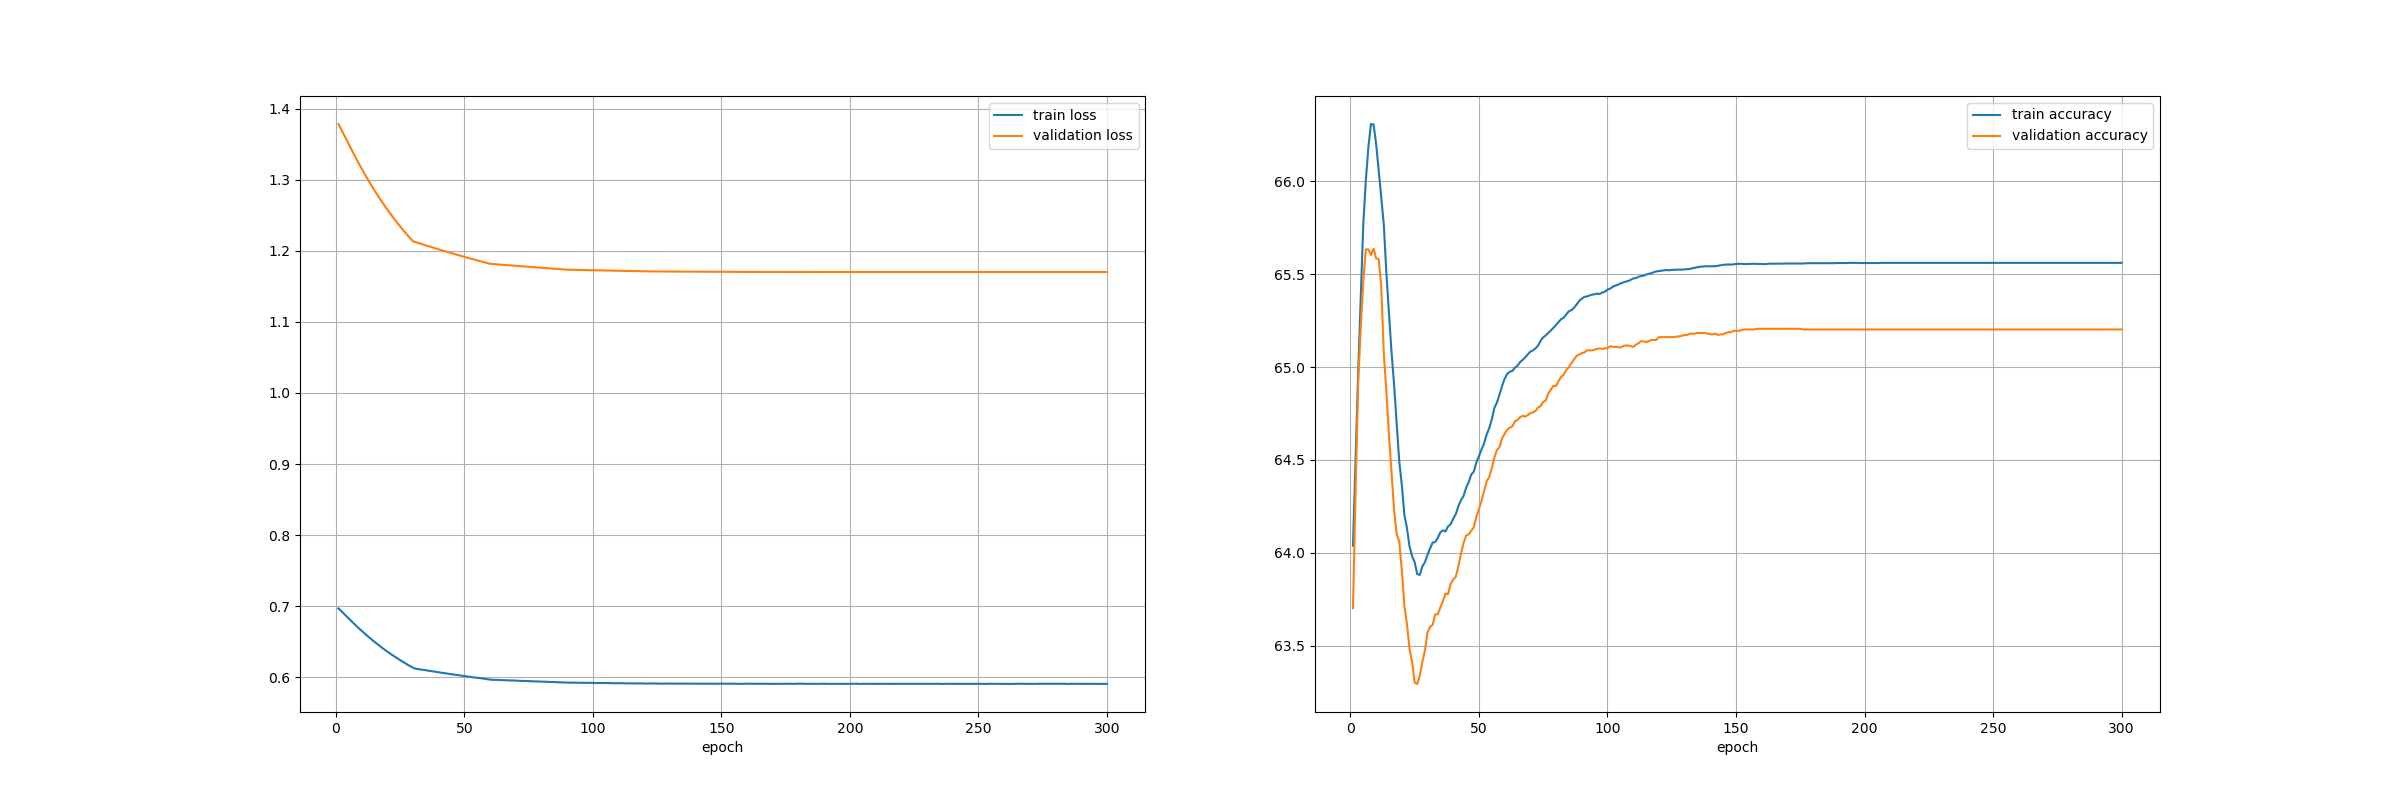 1.4
1.3
1.2
1.1
1.0
0.9
0.8
0.7
0.6
0 50 100 150 200 250 300
epoch
train loss
validation loss
66.0
65.5
65.0
64.5
64.0
63.5
0 50 100 150 200 250 300
epoch
train accuracy
validation accuracy